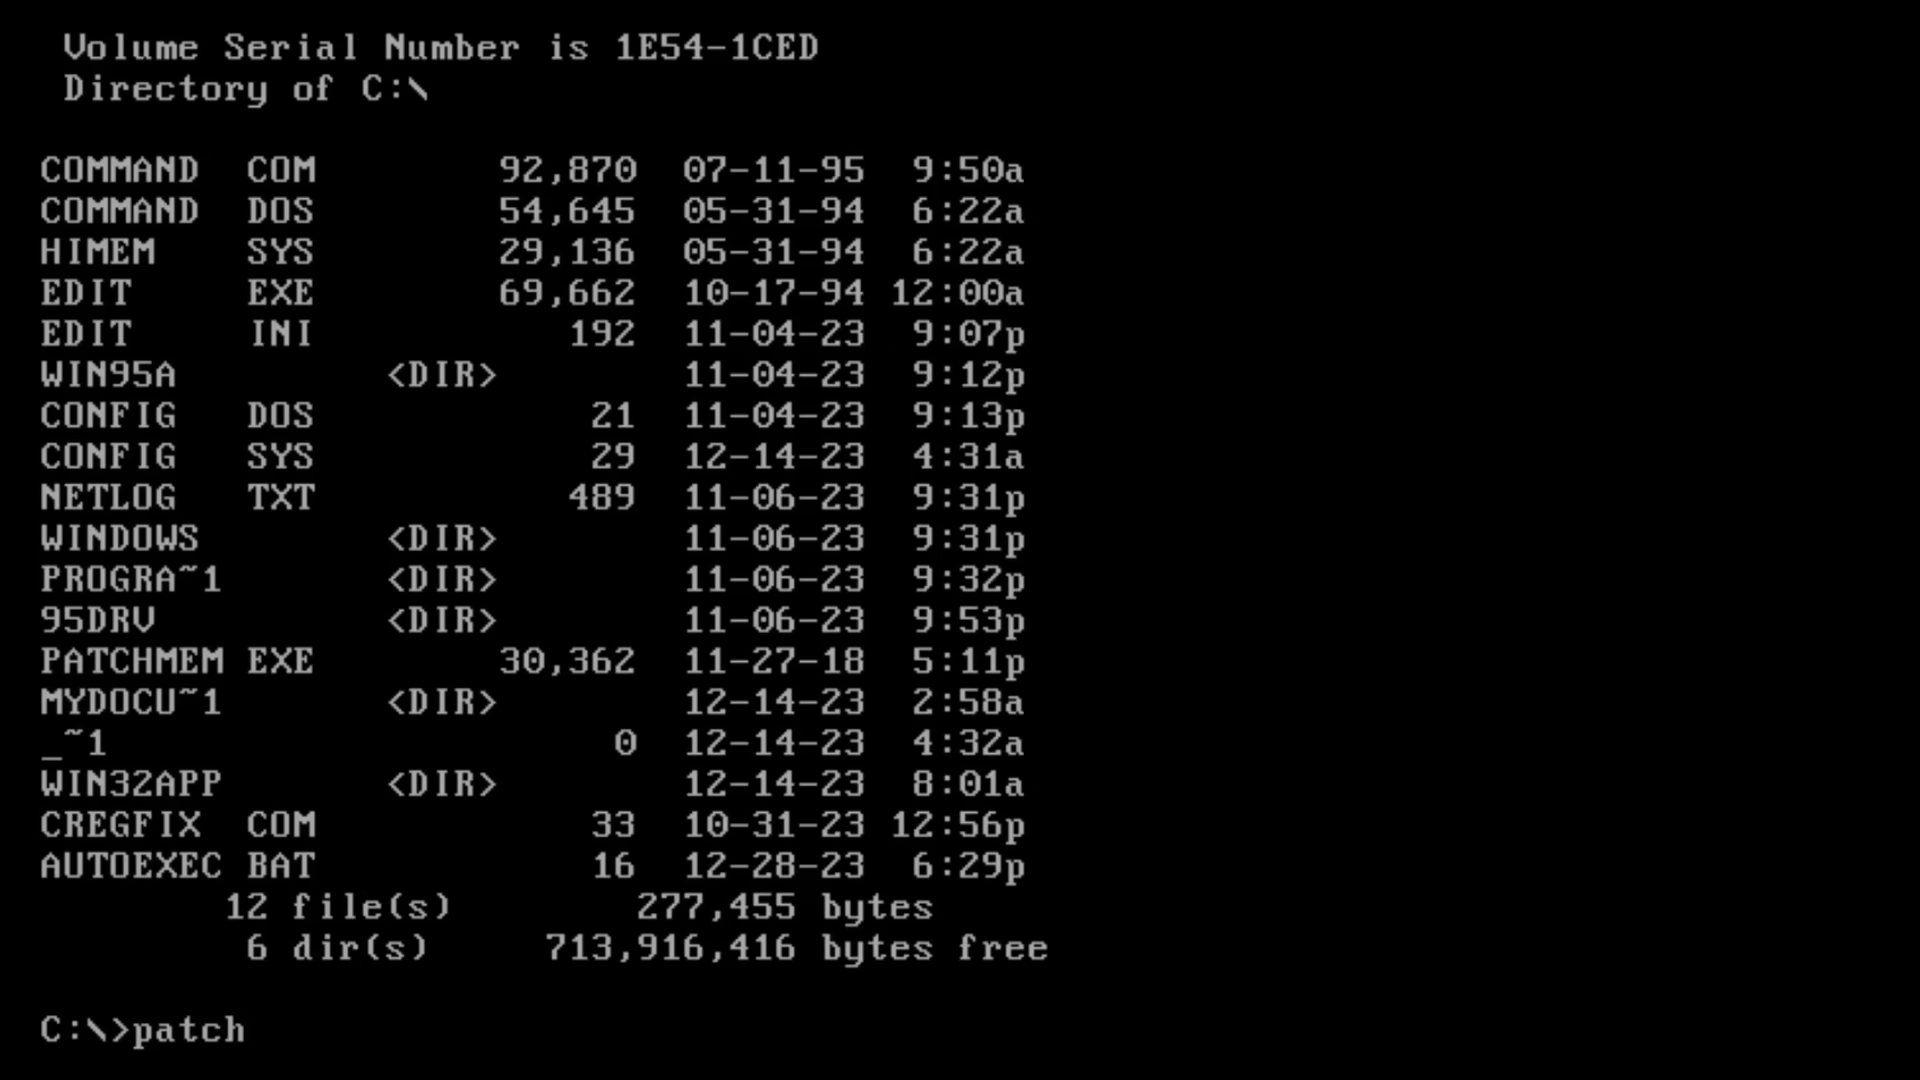 Volume Serial Number is 1E54-1CED
Directory of C:\
COMMAND  COM        92,870  07-11-95  9:50a
COMMAND  DOS        54,645  05-31-94  6:22a
HIMEM    SYS        29,136  05-31-94  6:22a
EDIT     EXE        69,662  10-17-94 12:00a
EDIT     INI           192  11-04-23  9:07p
WIN95A         <DIR>        11-04-23  9:12p
CONFIG   DOS            21  11-04-23  9:13p
CONFIG   SYS            29  12-14-23  4:31a
NETLOG   TXT           489  11-06-23  9:31p
WINDOWS        <DIR>        11-06-23  9:31p
PROGRA~1       <DIR>        11-06-23  9:32p
95DRV          <DIR>        11-06-23  9:53p
PATCHMEM EXE        30,362  11-27-18  5:11p
MYDOCU~1       <DIR>        12-14-23  2:58a
_~1                      0  12-14-23  4:32a
WIN32APP       <DIR>        12-14-23  8:01a
CREGFIX  COM            33  10-31-23 12:56p
AUTOEXEC BAT            16  12-28-23  6:29p
12 file(s)        277,455 bytes
6 dir(s)     713,916,416 bytes free
C:\>patch